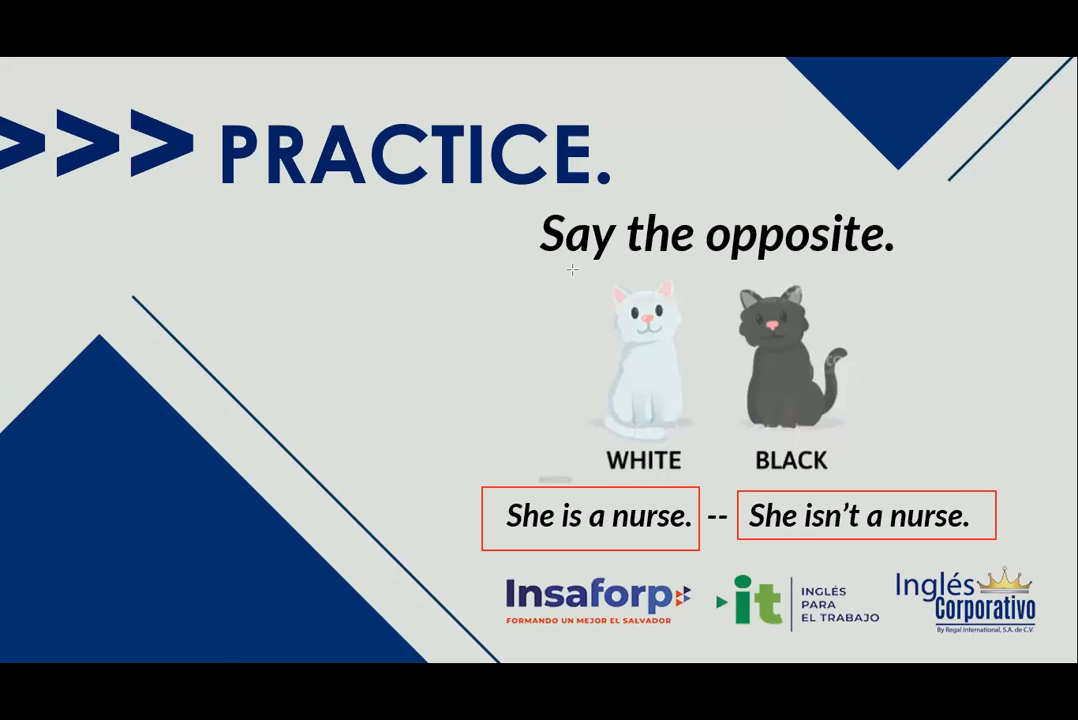 >>> PRACTICE.
Say the opposite.
WHITE BLACK
She is a nurse. -- She isn’t a nurse.
Insaforp
FORMANDO UN MEJOR EL SALVADOR
it
INGLÉS
PARA
EL TRABAJO
Inglés
Corporativo
By Regal International, S.A. de C.V.